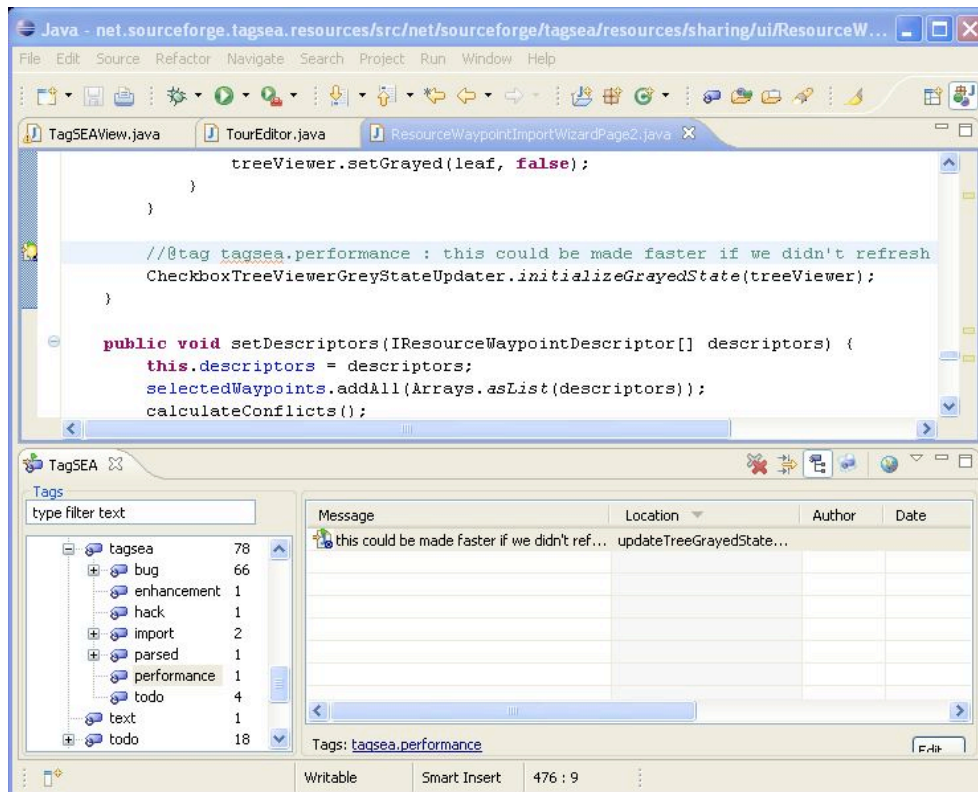 Java - net.sourceforge.tagsea.resources/src/net/sourceforge/tagsea/resources/sharing/ui/ResourceW...
File Edit Source Refactor Navigate Search Project Run Window Help
TagSEAView.java TourEditor.java ResourceWaypointImportWizardPage2.java
treeViewer.setGrayed(leaf, false);
}
}
//@tag tagsea.performance : this could be made faster if we didn't refresh
CheckboxTreeViewerGreyStateUpdater.initializeGrayedState(treeViewer);
}
public void setDescriptors(IResourceWaypointDescriptor[] descriptors) {
this.descriptors = descriptors;
selectedWaypoints.addAll(Arrays.asList(descriptors));
calculateConflicts();
TagSEA
Tags
type filter text
tagsea 78
bug 66
enhancement 1
hack 1
import 2
parsed 1
performance 1
todo 4
text 1
todo 18
Message Location Author Date
this could be made faster if we didn't ref... updateTreeGrayedState...
Tags: tagsea.performance
Edit...
Writable Smart Insert 476 : 9